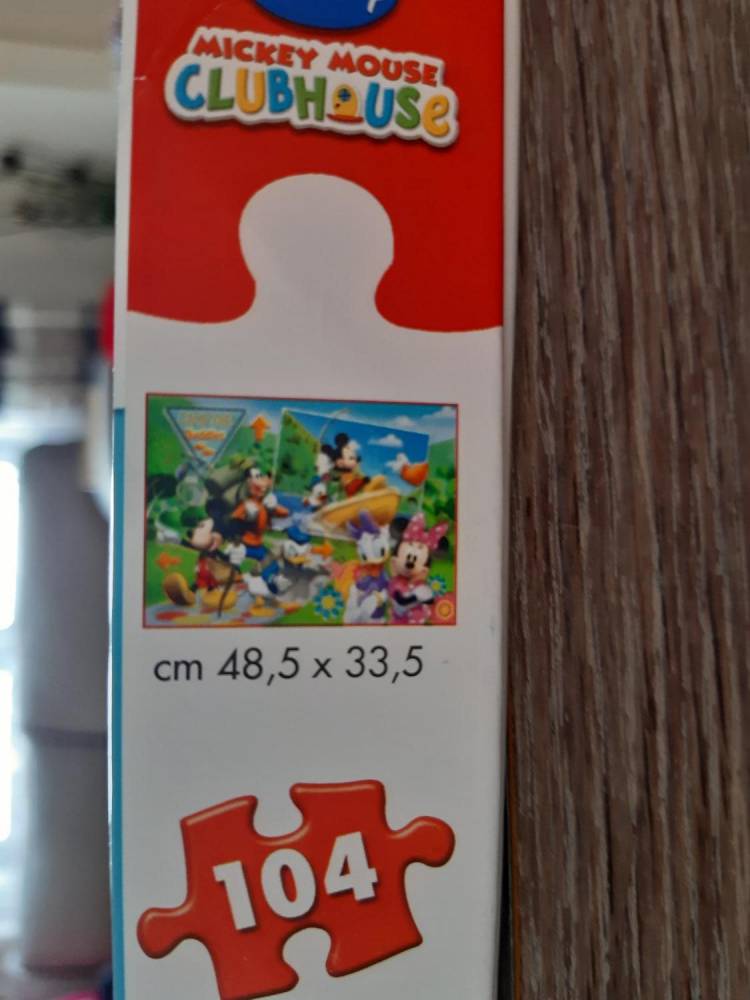 MICKEY MOUSE
CLUBHOUSE
cm 48,5 x 33,5
104